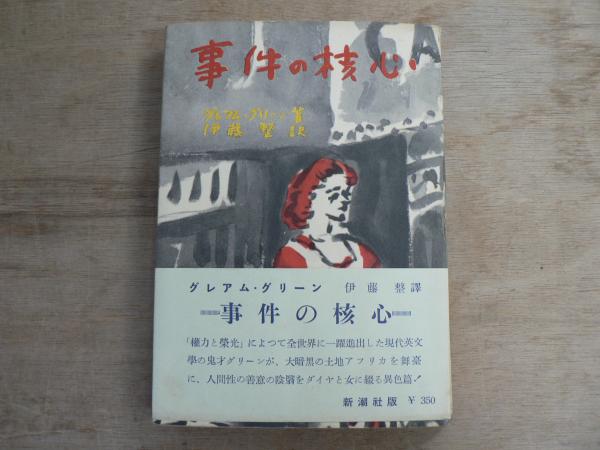 事件の核心
グレアム・グリーン著
伊藤整訳
GA
グレアム・グリーン 伊藤 整譯
事件の核心
「權力と榮光」によつて全世界に一躍進出した現代英文
學の鬼才グリーンが、大暗黒の土地アフリカを舞臺
に、人間性の善意の陰翳をダイヤと女に綴る異色篇!
新潮社版 ¥350